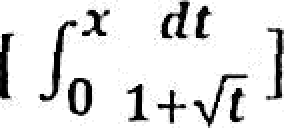 [ ∫₀ˣ dt / 1+√t ]